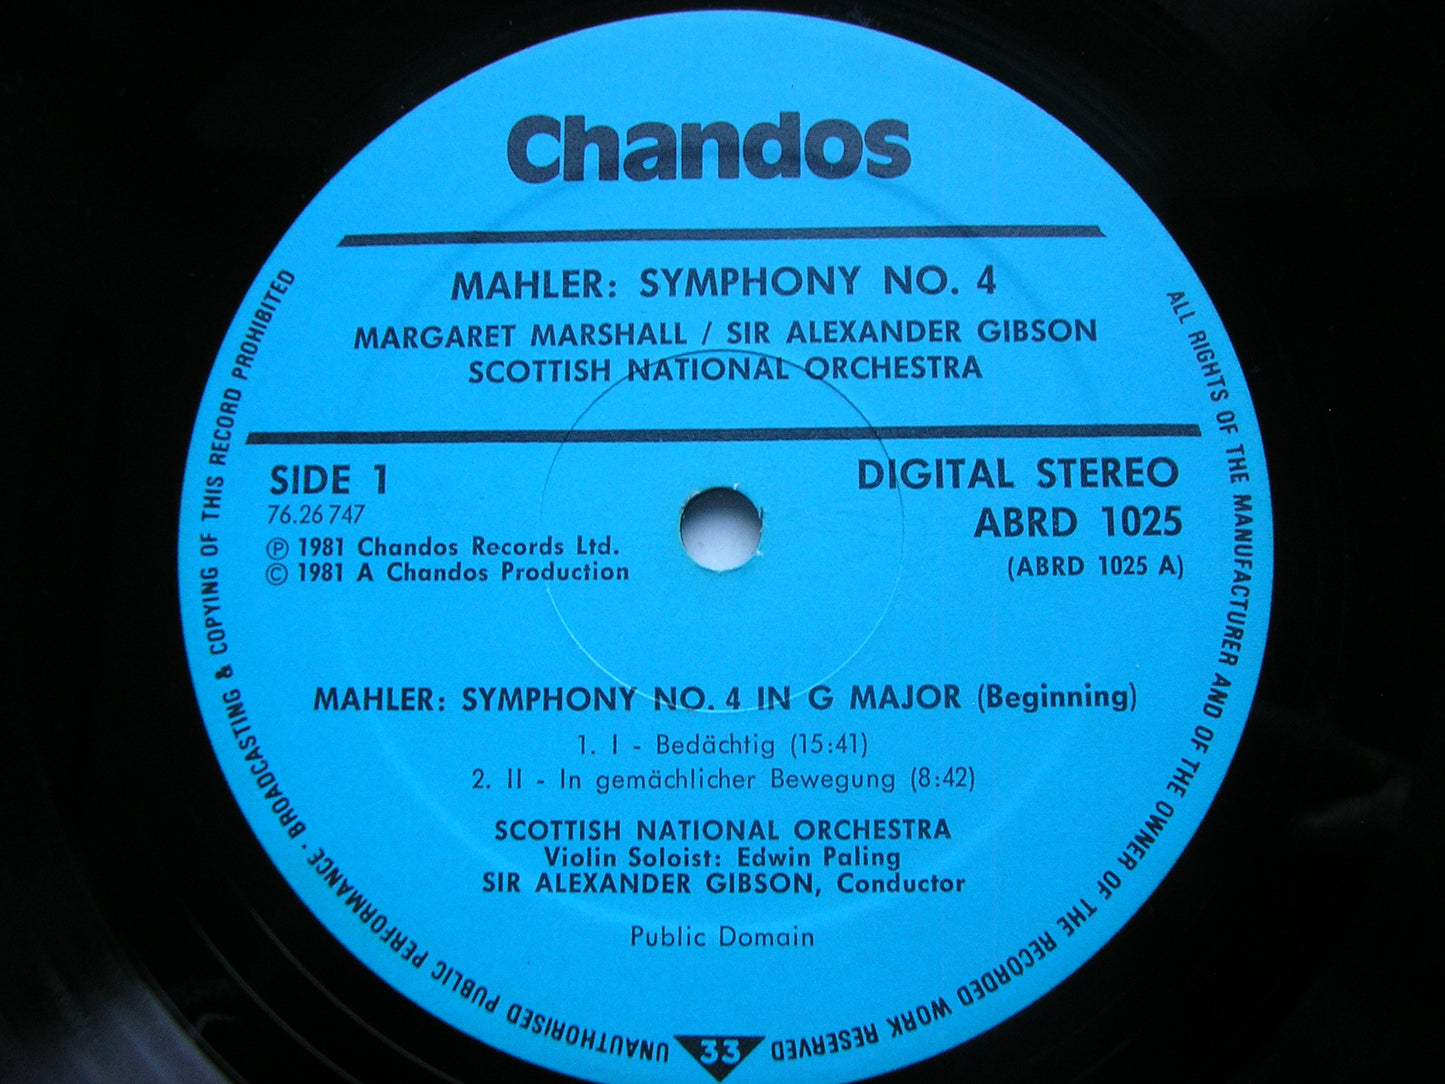 Chandos
MAHLER: SYMPHONY NO. 4
MARGARET MARSHALL / SIR ALEXANDER GIBSON
SCOTTISH NATIONAL ORCHESTRA
SIDE 1
76.26 747
℗ 1981 Chandos Records Ltd.
© 1981 A Chandos Production
DIGITAL STEREO
ABRD 1025
(ABRD 1025 A)
MAHLER: SYMPHONY NO. 4 IN G MAJOR (Beginning)
1. I - Bedächtig (15:41)
2. II - In gemächlicher Bewegung (8:42)
SCOTTISH NATIONAL ORCHESTRA
Violin Soloist: Edwin Paling
SIR ALEXANDER GIBSON, Conductor
Public Domain
ALL RIGHTS OF THE MANUFACTURER AND OF THE OWNER OF THE RECORDED WORK RESERVED
33
UNAUTHORISED PUBLIC PERFORMANCE · BROADCASTING & COPYING OF THIS RECORD PROHIBITED